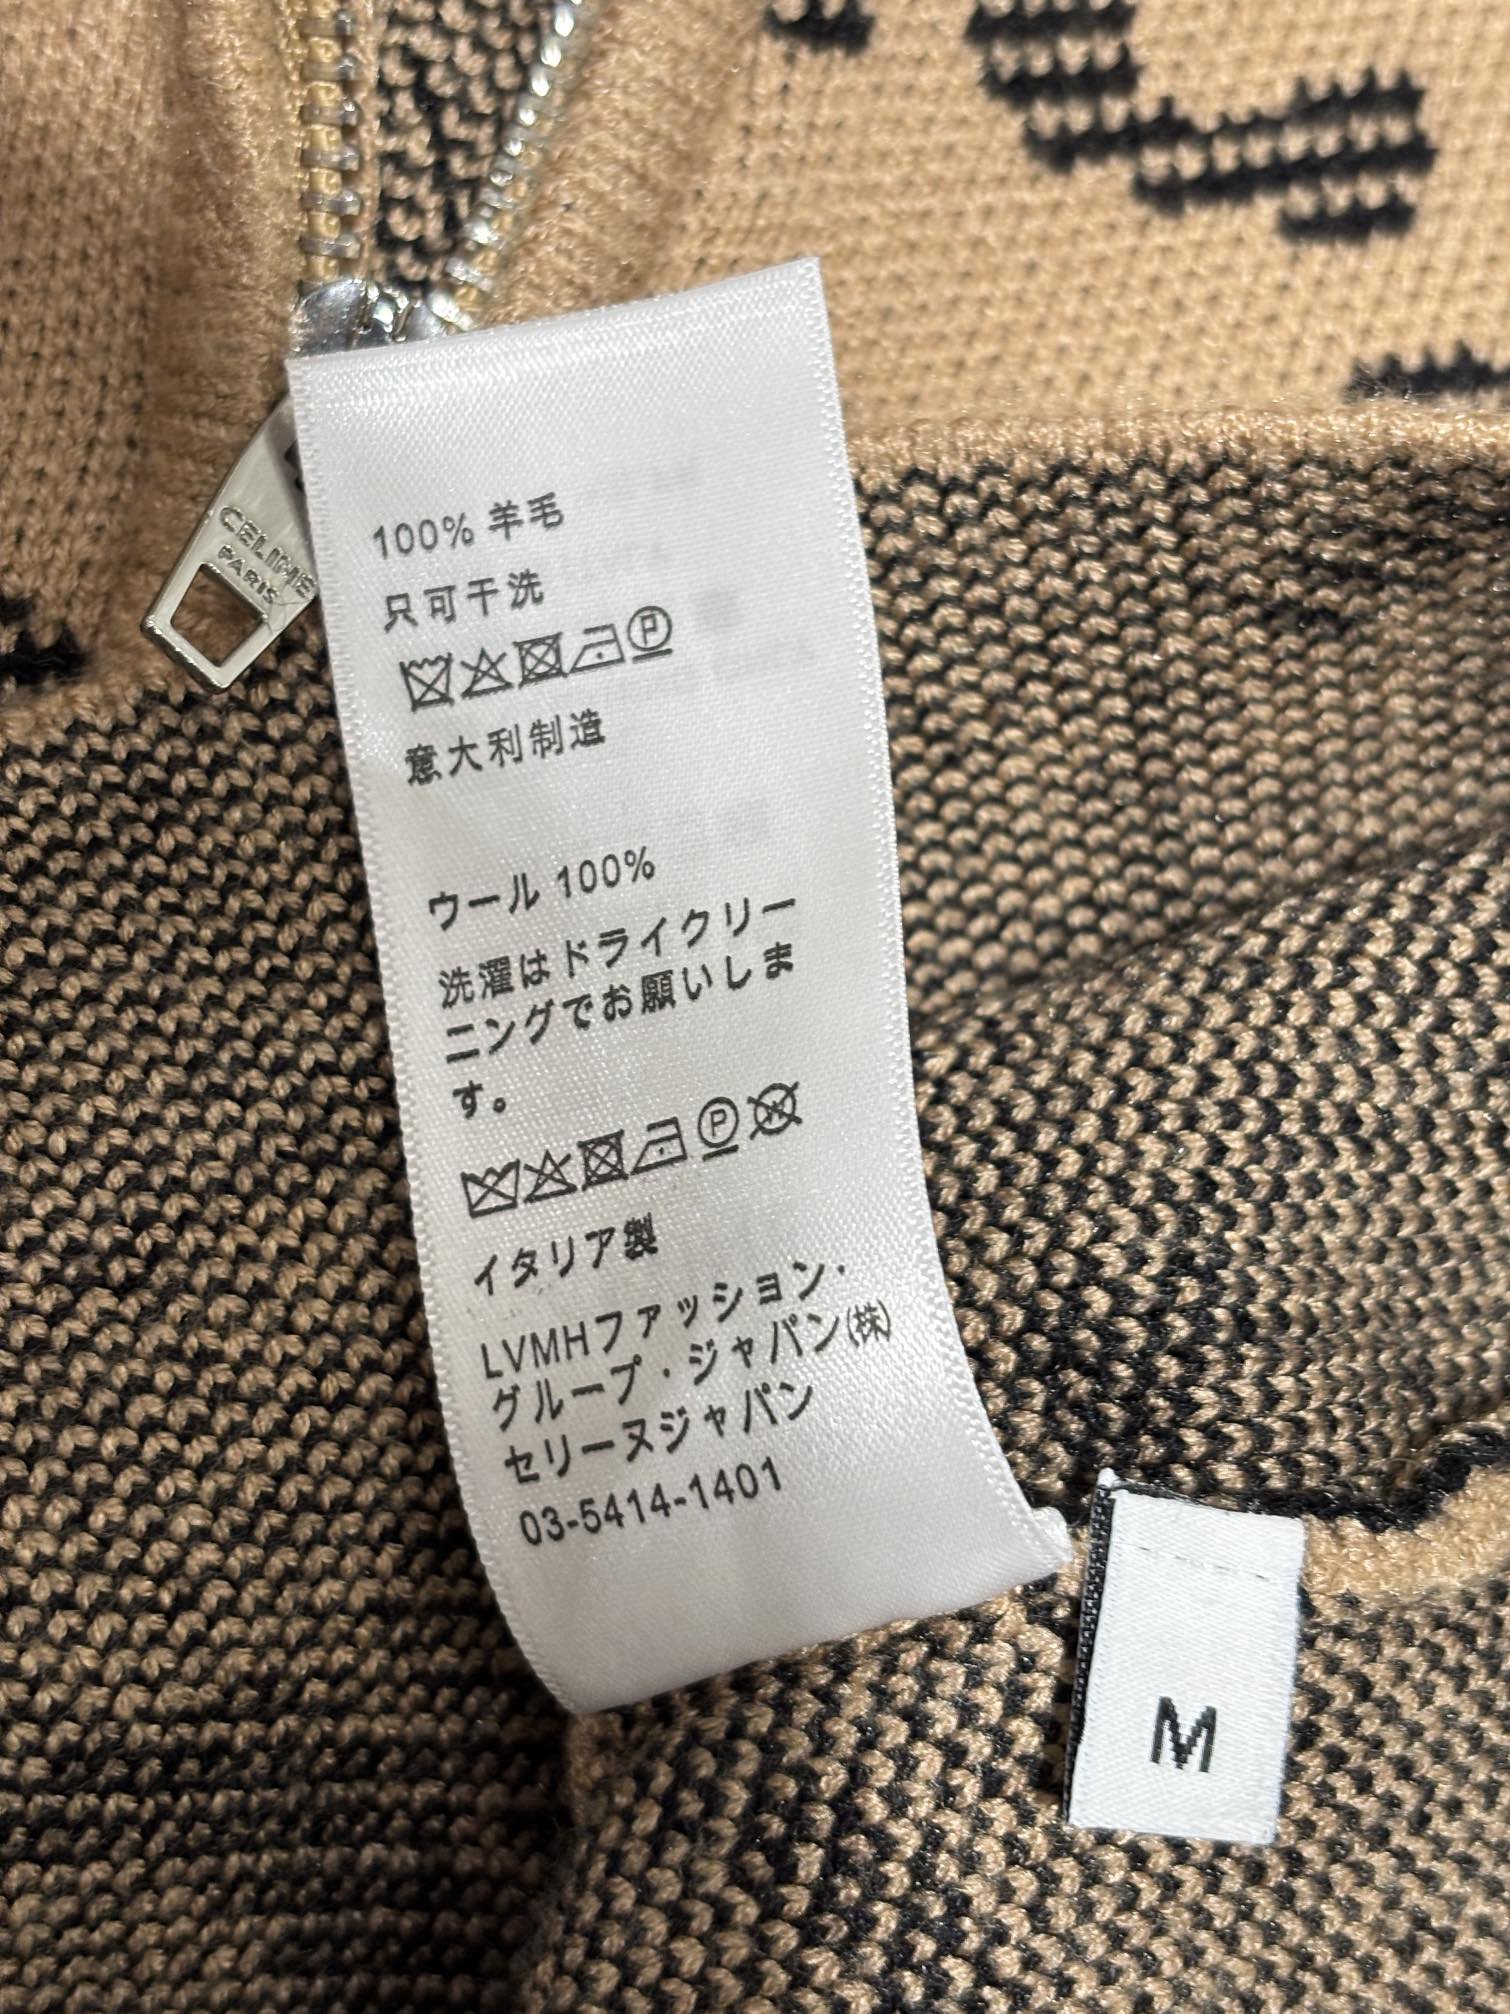 CELINE
PARIS
100% 羊毛
只可干洗
P
意大利制造
ウール 100%
洗濯はドライクリー
ニングでお願いしま
す。
P W
イタリア製
LVMHファッション・
グループ・ジャパン(株)
セリーヌジャパン
03-5414-1401
M